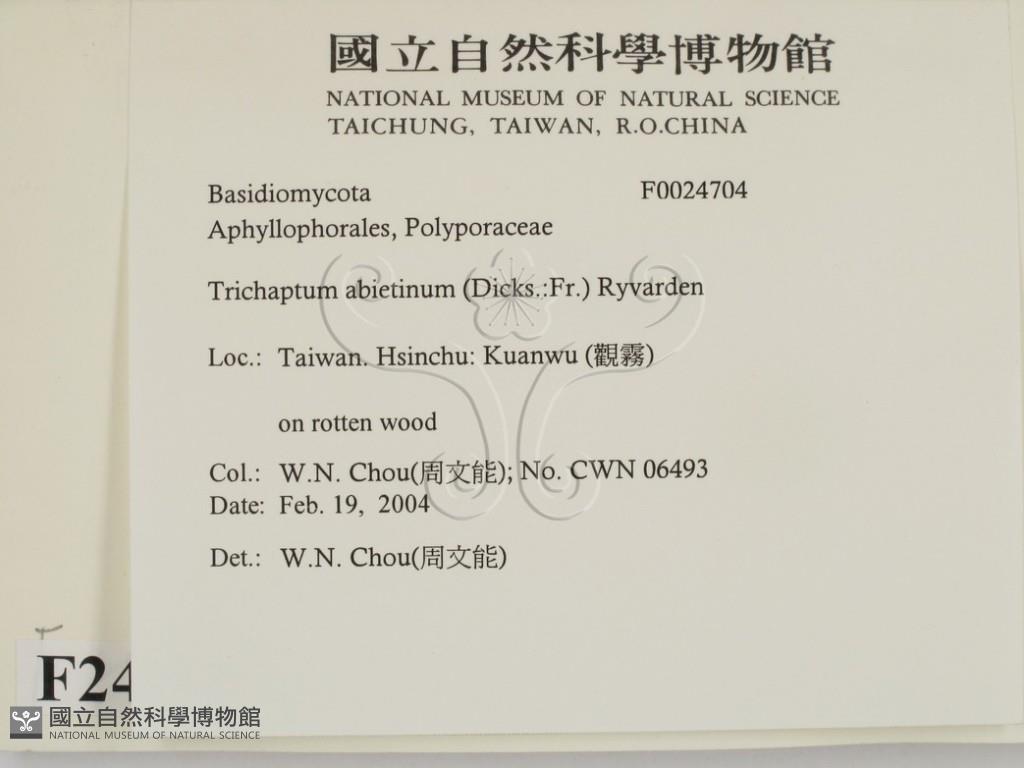 國立自然科學博物館
NATIONAL MUSEUM OF NATURAL SCIENCE
TAICHUNG, TAIWAN, R.O.CHINA
Basidiomycota F0024704
Aphyllophorales, Polyporaceae
Trichaptum abietinum (Dicks.:Fr.) Ryvarden
Loc.: Taiwan. Hsinchu: Kuanwu (觀霧)
on rotten wood
Col.: W.N. Chou(周文能); No. CWN 06493
Date: Feb. 19, 2004
Det.: W.N. Chou(周文能)
F24
國立自然科學博物館
NATIONAL MUSEUM OF NATURAL SCIENCE